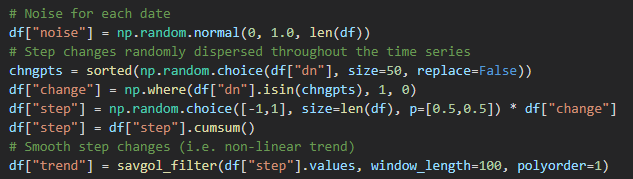 # Noise for each date
df["noise"] = np.random.normal(0, 1.0, len(df))
# Step changes randomly dispersed throughout the time series
chngpts = sorted(np.random.choice(df["dn"], size=50, replace=False))
df["change"] = np.where(df["dn"].isin(chngpts), 1, 0)
df["step"] = np.random.choice([-1,1], size=len(df), p=[0.5,0.5]) * df["change"]
df["step"] = df["step"].cumsum()
# Smooth step changes (i.e. non-linear trend)
df["trend"] = savgol_filter(df["step"].values, window_length=100, polyorder=1)